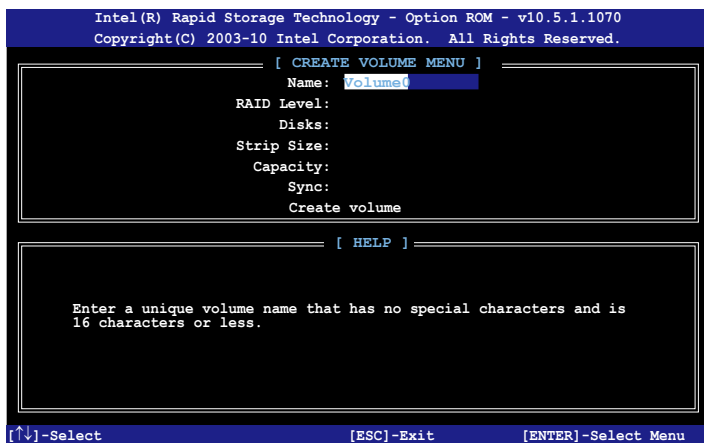 Intel(R) Rapid Storage Technology - Option ROM - v10.5.1.1070
Copyright(C) 2003-10 Intel Corporation.  All Rights Reserved.
[ CREATE VOLUME MENU ]
Name: Volume0
RAID Level:
Disks:
Strip Size:
Capacity:
Sync:
Create volume
[ HELP ]
Enter a unique volume name that has no special characters and is
16 characters or less.
[↑↓]-Select [ESC]-Exit [ENTER]-Select Menu